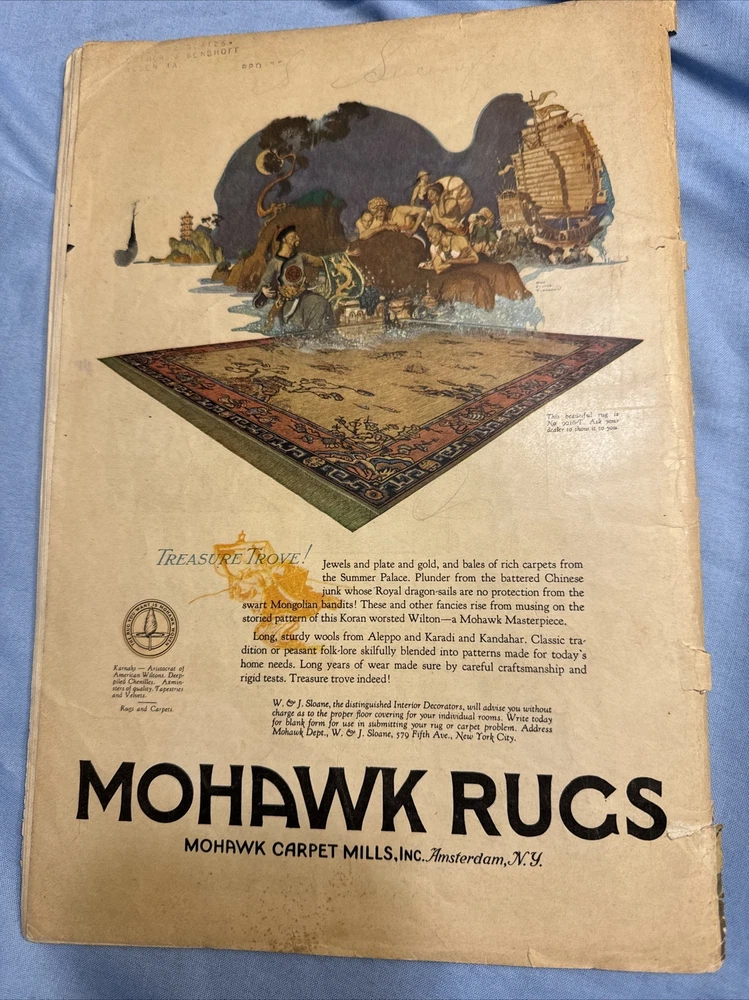 TREASURE TROVE!
Jewels and plate and gold, and bales of rich carpets from
the Summer Palace. Plunder from the battered Chinese
junk whose Royal dragon-sails are no protection from the
swart Mongolian bandits! These and other fancies rise from musing on the
storied pattern of this Koran worsted Wilton—a Mohawk Masterpiece.
Long, sturdy wools from Aleppo and Karadi and Kandahar. Classic tra-
dition or peasant folk-lore skilfully blended into patterns made for today's
home needs. Long years of wear made sure by careful craftsmanship and
rigid tests. Treasure trove indeed!
This beautiful rug is
Ask your
dealer to show it to you.
THE RUG YOU WANT IS MOHAWK WOVEN
Karnaks — Aristocrat of
American Wiltons. Deep-
piled Chenilles. Axmin-
sters of quality. Tapestries
and Velvets.
Rugs and Carpets.
W. & J. Sloane, the distinguished Interior Decorators, will advise you without
charge as to the proper floor covering for your individual rooms. Write today
for blank form for use in submitting your rug or carpet problem. Address
Mohawk Dept., W. & J. Sloane, 579 Fifth Ave., New York City.
MOHAWK RUGS
MOHAWK CARPET MILLS, INC. Amsterdam, N.Y.